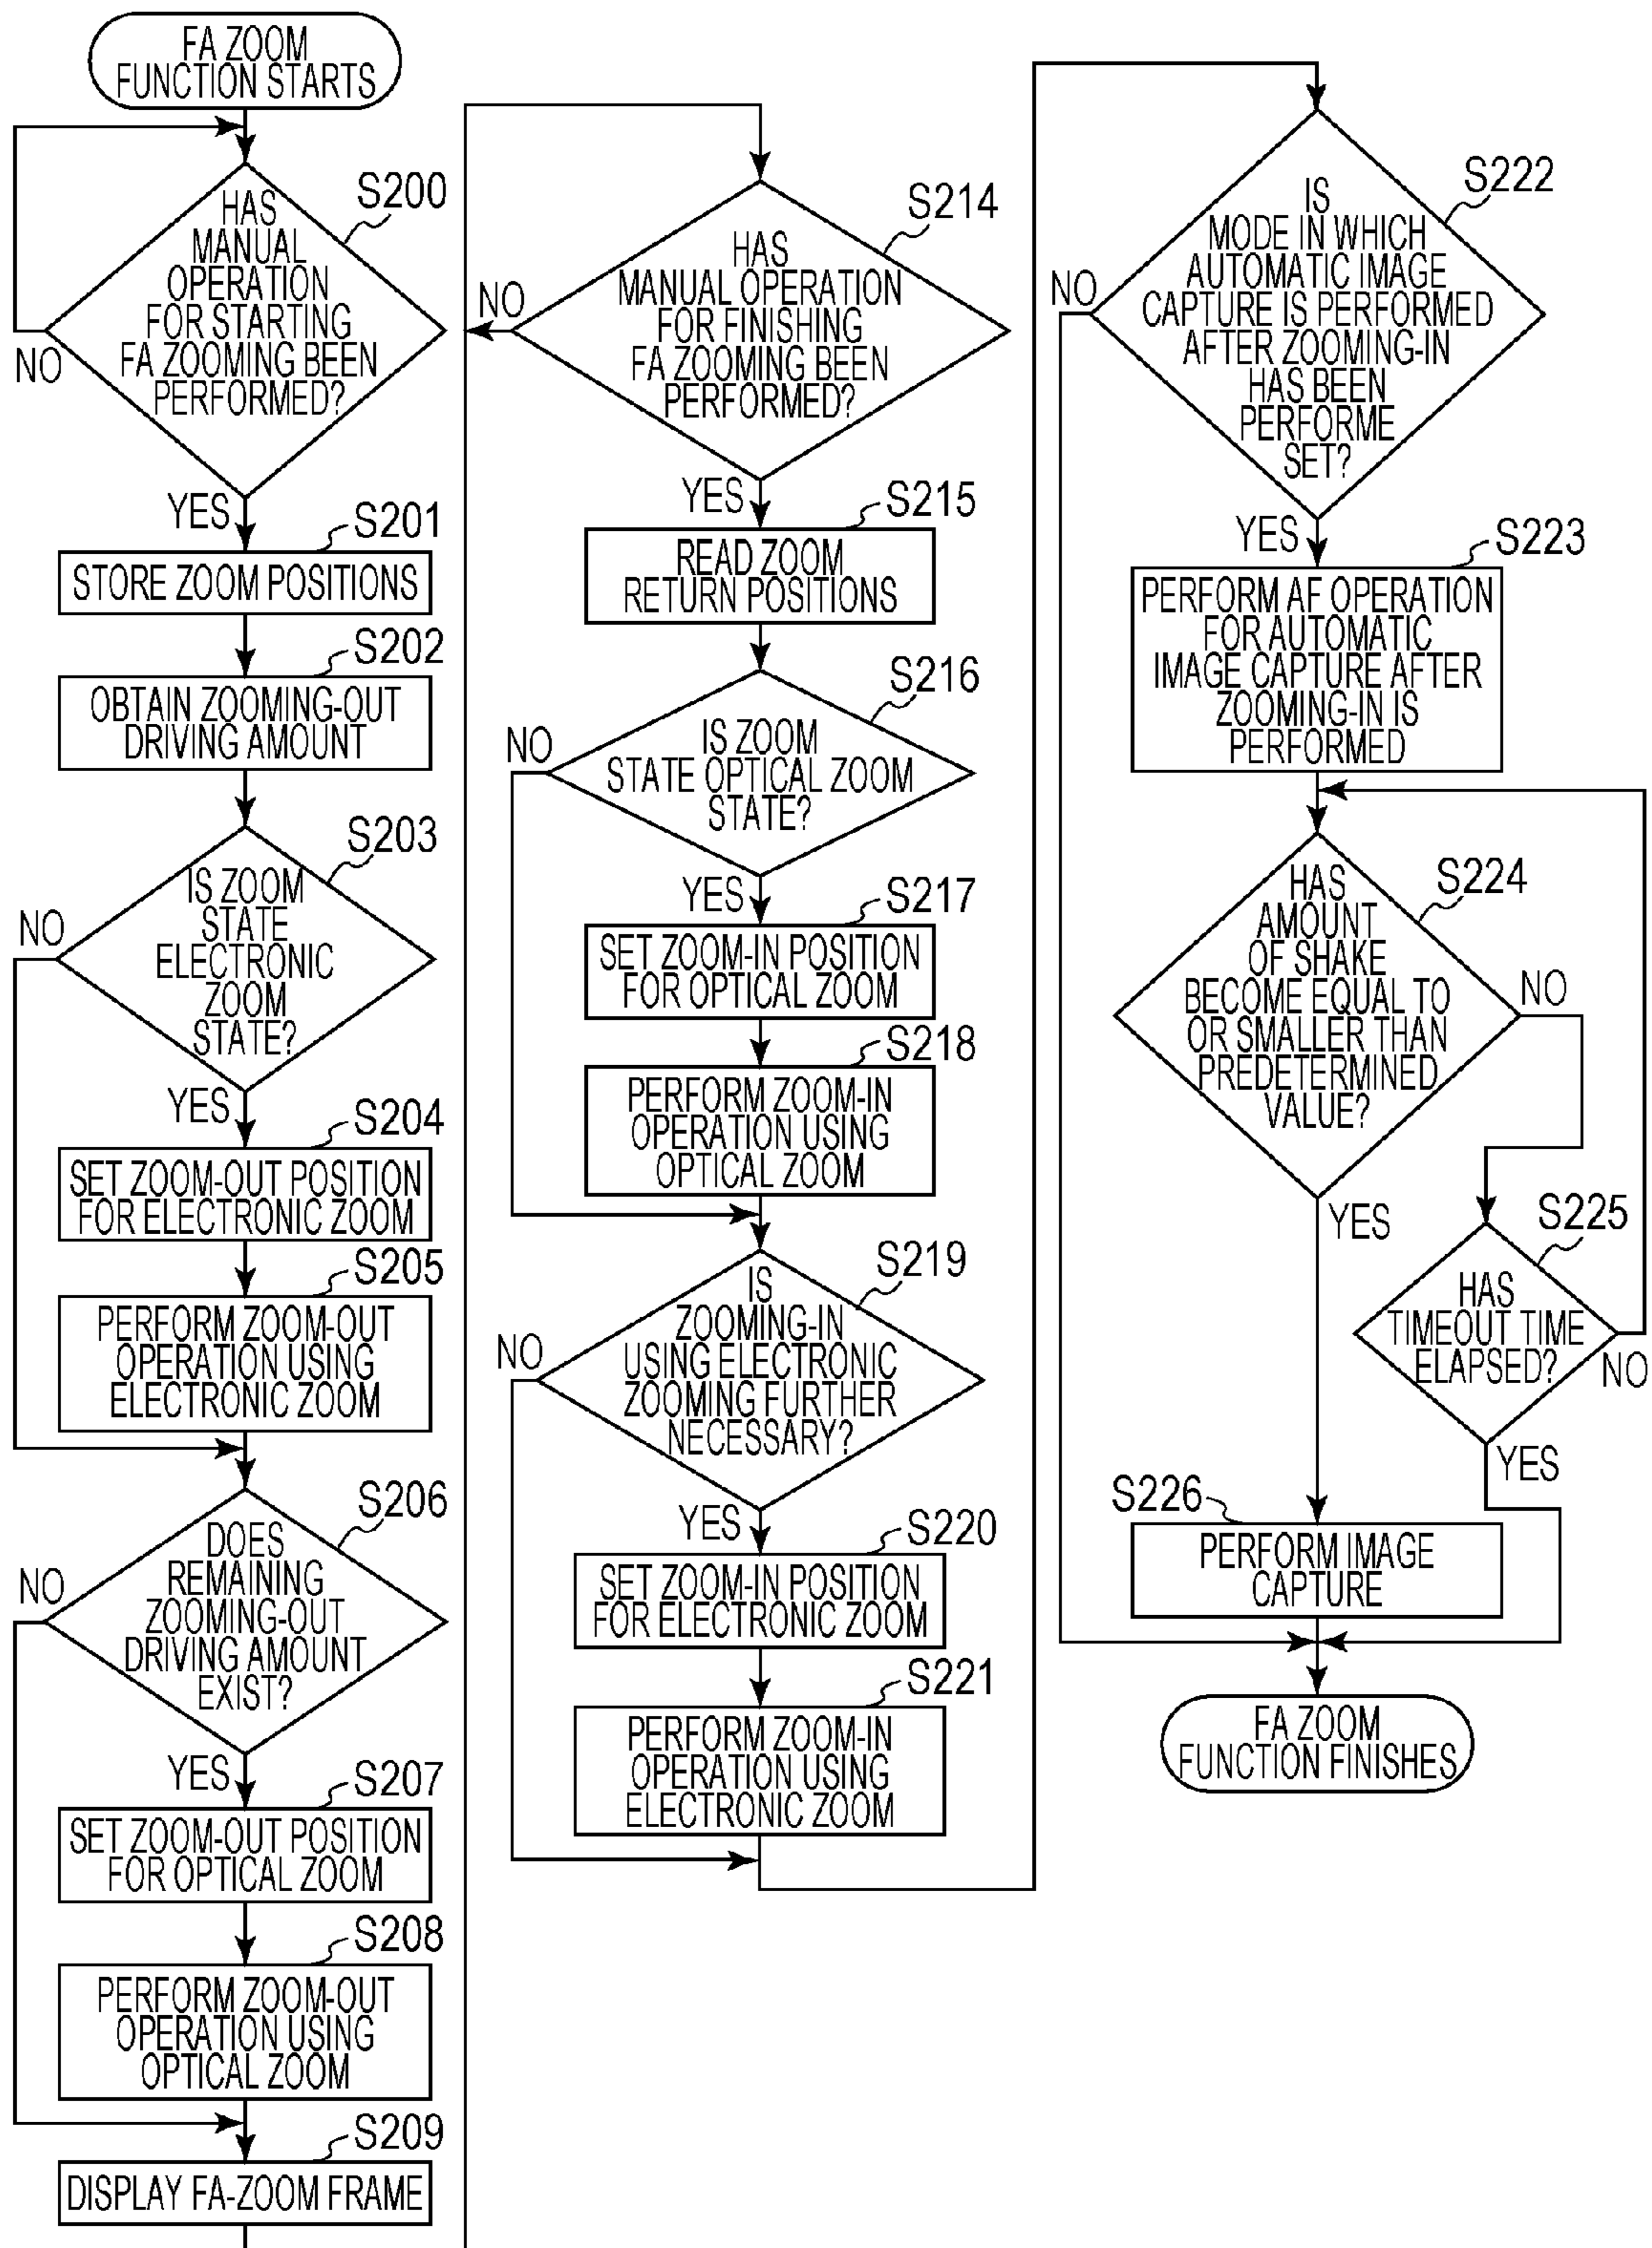 FA ZOOM
FUNCTION STARTS
S200
HAS
MANUAL
OPERATION
FOR STARTING
FA ZOOMING BEEN
PERFORMED?
NO
YES
S201
STORE ZOOM POSITIONS
S202
OBTAIN ZOOMING-OUT
DRIVING AMOUNT
S203
IS ZOOM
STATE
ELECTRONIC
ZOOM
STATE?
NO
YES
S204
SET ZOOM-OUT POSITION
FOR ELECTRONIC ZOOM
S205
PERFORM ZOOM-OUT
OPERATION USING
ELECTRONIC ZOOM
S206
DOES
REMAINING
ZOOMING-OUT
DRIVING AMOUNT
EXIST?
NO
YES
S207
SET ZOOM-OUT POSITION
FOR OPTICAL ZOOM
S208
PERFORM ZOOM-OUT
OPERATION USING
OPTICAL ZOOM
S209
DISPLAY FA-ZOOM FRAME
S214
HAS
MANUAL OPERATION
FOR FINISHING
FA ZOOMING BEEN
PERFORMED?
NO
YES
S215
READ ZOOM
RETURN POSITIONS
S216
IS ZOOM
STATE OPTICAL ZOOM
STATE?
NO
YES
S217
SET ZOOM-IN POSITION
FOR OPTICAL ZOOM
S218
PERFORM ZOOM-IN
OPERATION USING
OPTICAL ZOOM
S219
IS
ZOOMING-IN
USING ELECTRONIC
ZOOMING FURTHER
NECESSARY?
NO
YES
S220
SET ZOOM-IN POSITION
FOR ELECTRONIC ZOOM
S221
PERFORM ZOOM-IN
OPERATION USING
ELECTRONIC ZOOM
S222
IS
MODE IN WHICH
AUTOMATIC IMAGE
CAPTURE IS PERFORMED
AFTER ZOOMING-IN
HAS BEEN
PERFORME
SET?
NO
YES
S223
PERFORM AF OPERATION
FOR AUTOMATIC
IMAGE CAPTURE AFTER
ZOOMING-IN IS
PERFORMED
S224
HAS
AMOUNT
OF SHAKE
BECOME EQUAL TO
OR SMALLER THAN
PREDETERMINED
VALUE?
NO
YES
S225
HAS
TIMEOUT TIME
ELAPSED?
NO
YES
S226
PERFORM IMAGE
CAPTURE
FA ZOOM
FUNCTION FINISHES